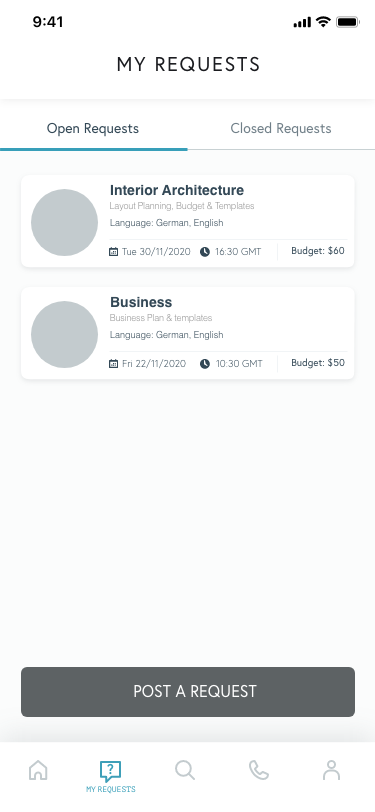 9:41
MY REQUESTS
Open Requests
Closed Requests
Interior Architecture
Layout Planning, Budget & Templates
Language: German, English
Tue 30/11/2020
16:30 GMT
Budget: $60
Business
Business Plan & templates
Language: German, English
Fri 22/11/2020
10:30 GMT
Budget: $50
POST A REQUEST
?
MY REQUESTS